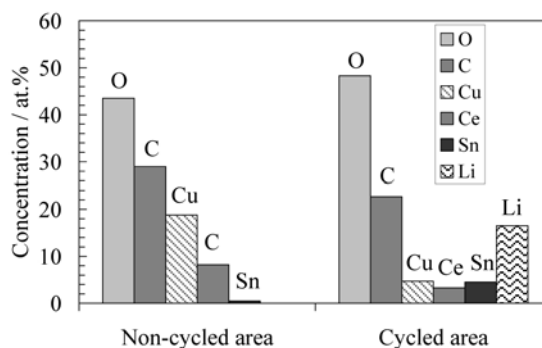 Concentration / at.%
60
50
40
30
20
10
0
O
C
Cu
C
Sn
O
C
Cu
Ce
Sn
Li
O
C
Cu
Ce
Sn
Li
Non-cycled area
Cycled area